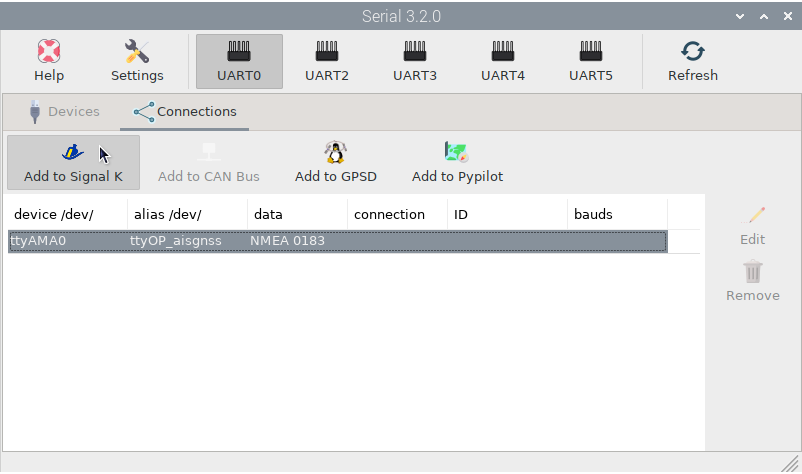 Serial 3.2.0
Help Settings UART0 UART2 UART3 UART4 UART5 Refresh
Devices Connections
Add to Signal K Add to CAN Bus Add to GPSD Add to Pypilot
device /dev/ alias /dev/ data connection ID bauds
ttyAMA0 ttyOP_aisgnss NMEA 0183
Edit
Remove